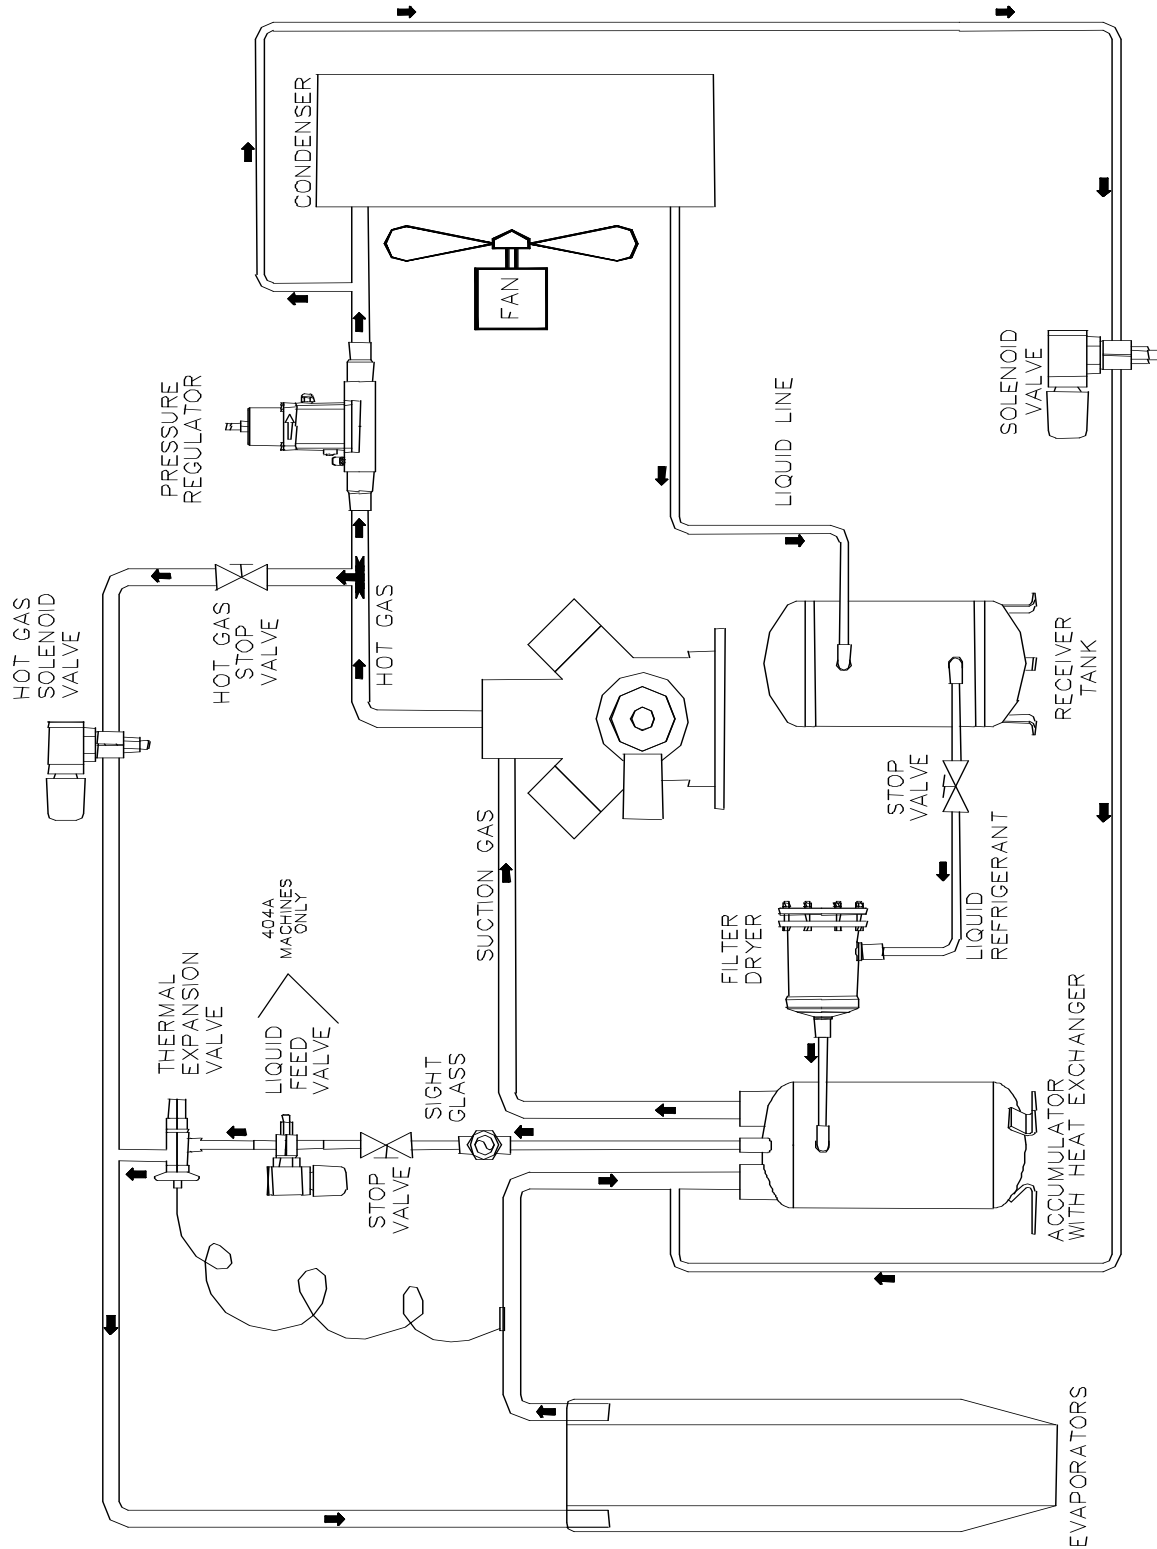 HOT GAS
SOLENOID
VALVE
PRESSURE
REGULATOR
CONDENSER
FAN
HOT GAS
STOP
VALVE
HOT GAS
LIQUID LINE
SOLENOID
VALVE
RECEIVER
TANK
STOP
VALVE
SUCTION GAS
404A
MACHINES
ONLY
THERMAL
EXPANSION
VALVE
LIQUID
FEED
VALVE
SIGHT
GLASS
STOP
VALVE
FILTER
DRYER
LIQUID
REFRIGERANT
ACCUMULATOR
WITH HEAT EXCHANGER
EVAPORATORS